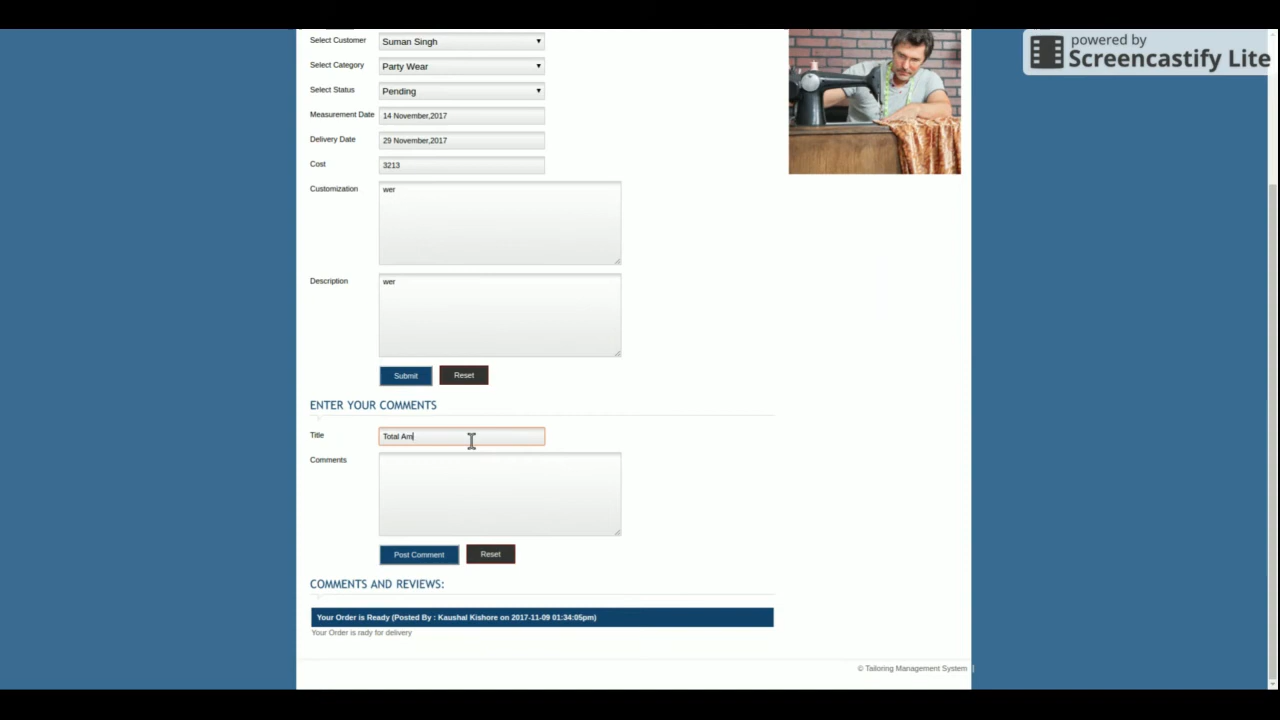 powered by
Screencastify Lite
Select Customer Suman Singh
Select Category Party Wear
Select Status Pending
Measurement Date 14 November,2017
Delivery Date 29 November,2017
Cost 3213
Customization wer
Description wer
Submit Reset
ENTER YOUR COMMENTS
Title Total Am
Comments
Post Comment Reset
COMMENTS AND REVIEWS:
Your Order is Ready (Posted By : Kaushal Kishore on 2017-11-09 01:34:05pm)
Your Order is rady for delivery
© Tailoring Management System |